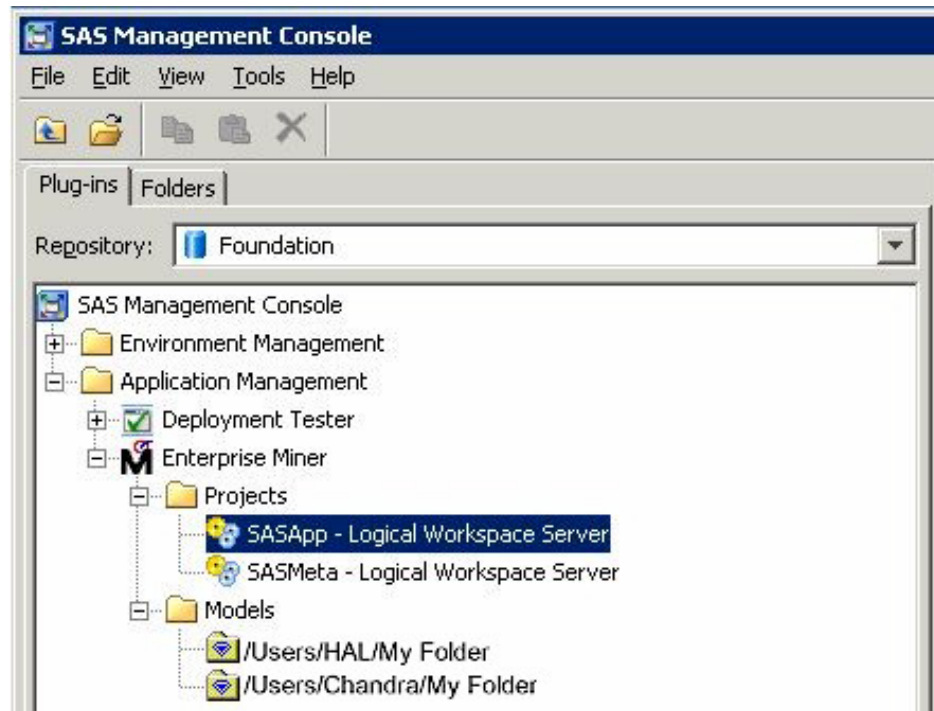 SAS Management Console
File Edit View Tools Help
Plug-ins Folders
Repository: Foundation
SAS Management Console
Environment Management
Application Management
Deployment Tester
Enterprise Miner
Projects
SASApp - Logical Workspace Server
SASMeta - Logical Workspace Server
Models
/Users/HAL/My Folder
/Users/Chandra/My Folder